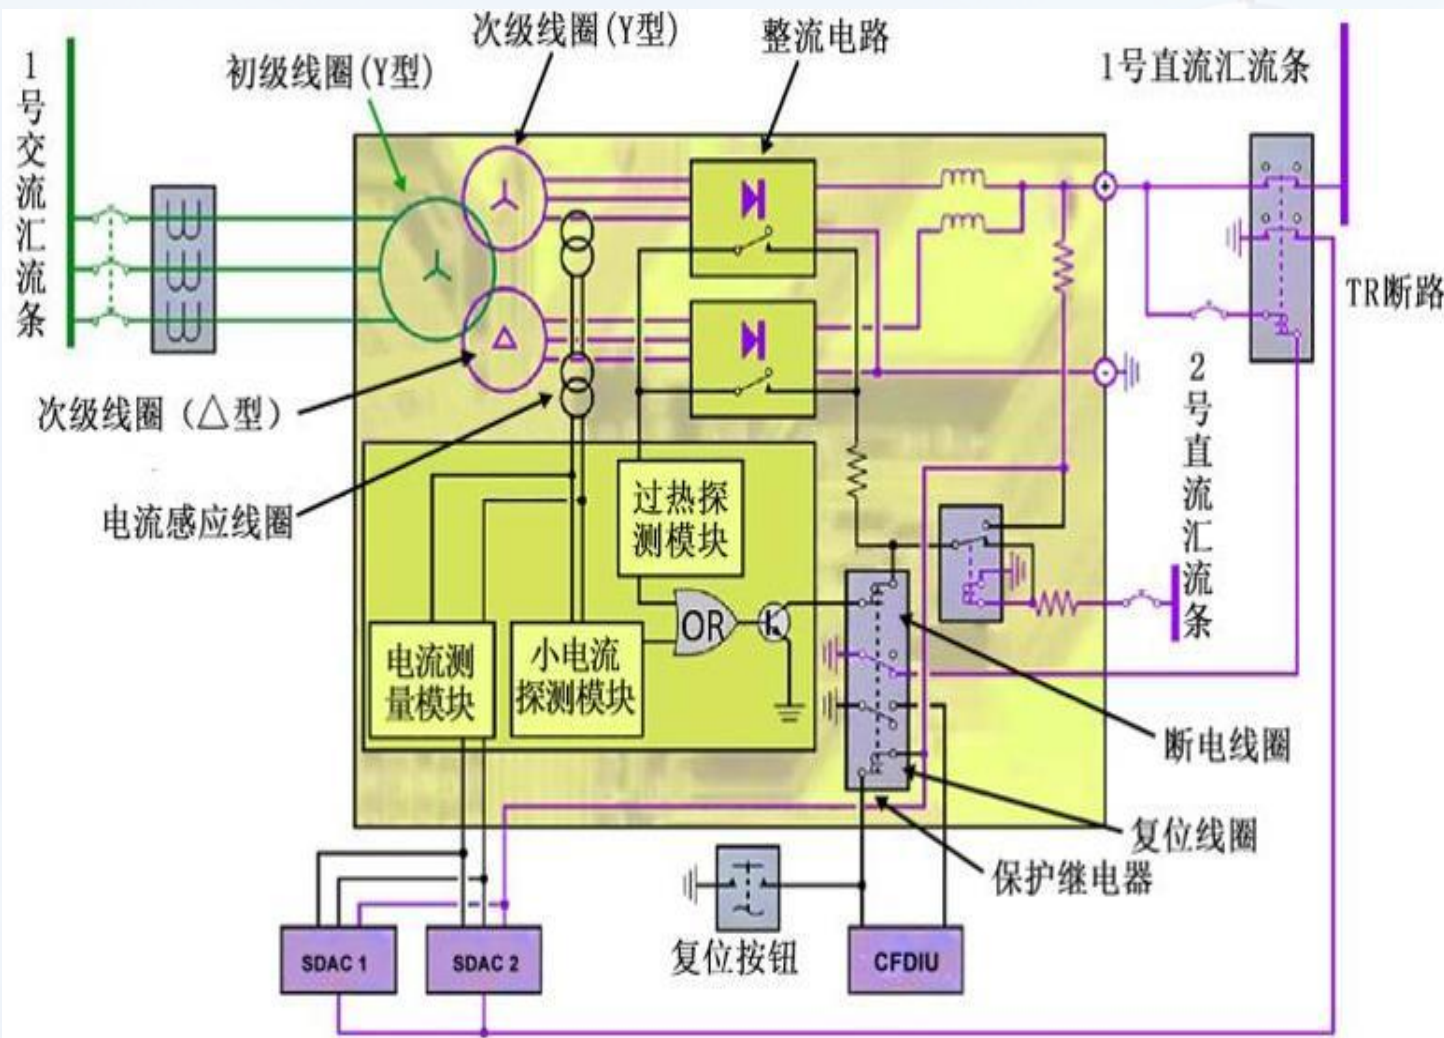 次级线圈(Y型)
整流电路
初级线圈(Y型)
1号直流汇流条
1号交流汇流条
TR断路
次级线圈（△型）
2号直流汇流条
电流感应线圈
过热探
测模块
OR
电流测
量模块
小电流
探测模块
断电线圈
复位线圈
保护继电器
复位按钮
SDAC 1
SDAC 2
CFDIU